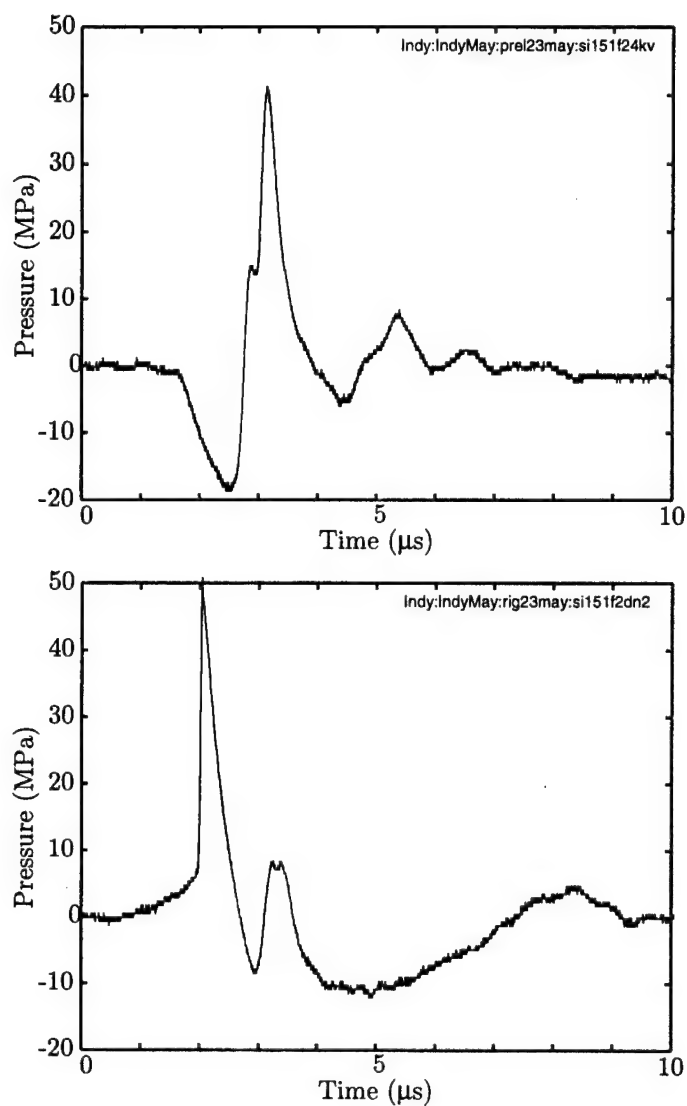 50
Indy:IndyMay:prel23may:si151f24kv
40
30
20
10
0
-10
-20
Pressure (MPa)
0 5 10
Time (µs)
50
Indy:IndyMay:rig23may:si151f2dn2
40
30
20
10
0
-10
-20
Pressure (MPa)
0 5 10
Time (µs)